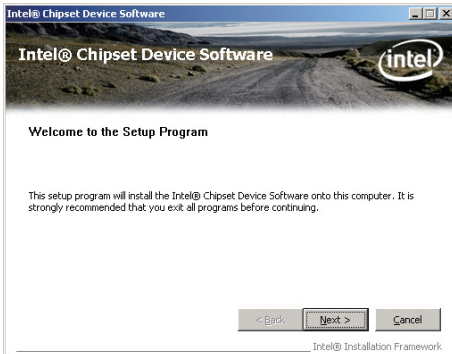 Intel® Chipset Device Software
Intel® Chipset Device Software
intel
Welcome to the Setup Program
This setup program will install the Intel® Chipset Device Software onto this computer. It is
strongly recommended that you exit all programs before continuing.
< Back
Next >
Cancel
Intel® Installation Framework